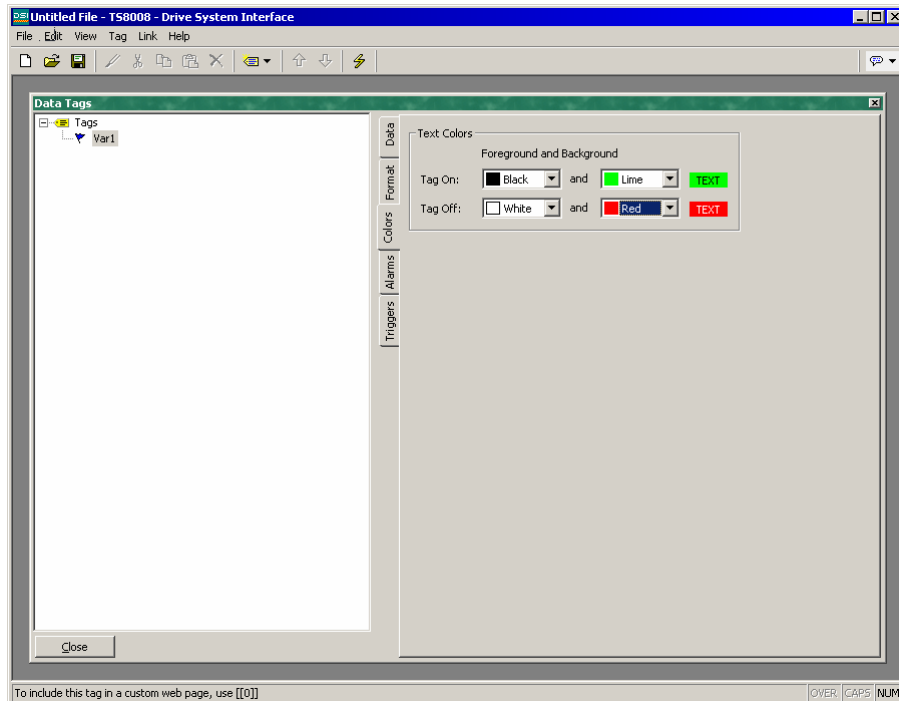 DSI Untitled File - TS8008 - Drive System Interface
File Edit View Tag Link Help
Data Tags
Tags
Var1
Data
Format
Colors
Alarms
Triggers
Text Colors
Foreground and Background
Tag On: Black and Lime TEXT
Tag Off: White and Red TEXT
Close
To include this tag in a custom web page, use [[0]]
OVER CAPS NUM